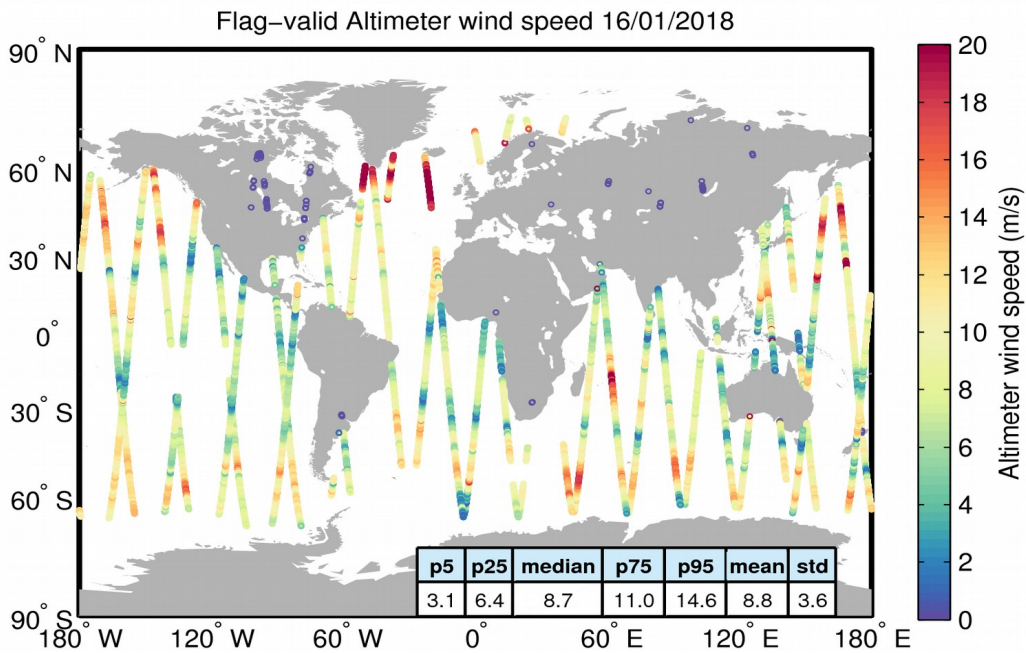 Flag−valid Altimeter wind speed 16/01/2018
90° N
60° N
30° N
0°
30° S
60° S
90° S
180° W
120° W
60° W
0°
60° E
120° E
180° E
p5 p25 median p75 p95 mean std
3.1 6.4 8.7 11.0 14.6 8.8 3.6
20
18
16
14
12
10
8
6
4
2
0
Altimeter wind speed (m/s)